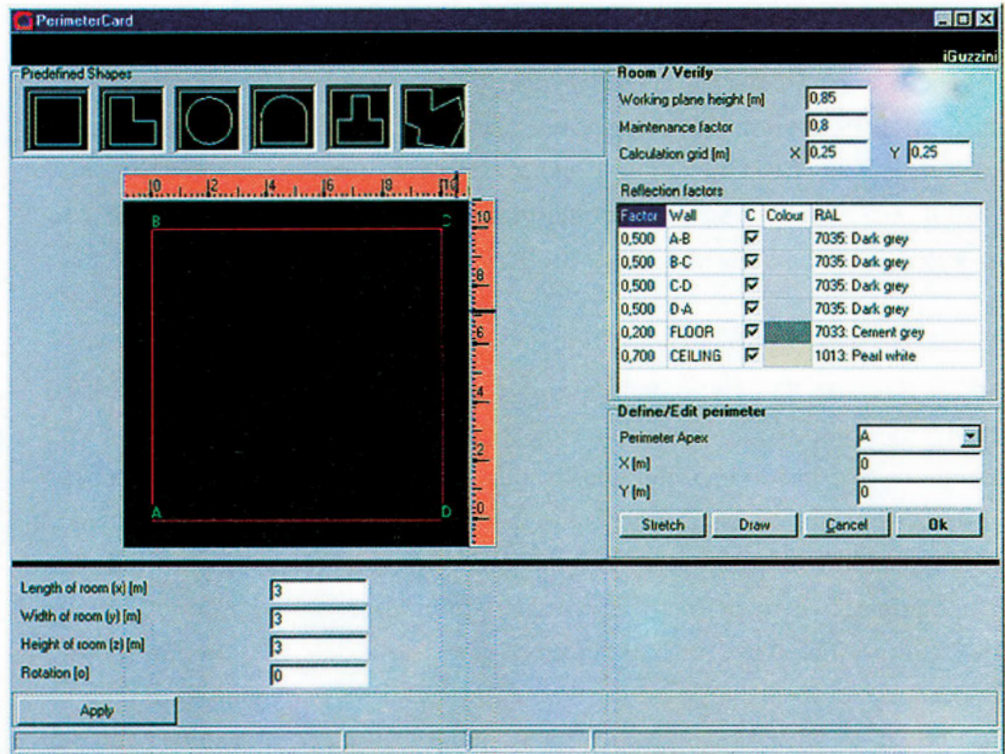 PerimeterCard
iGuzzini
Predefined Shapes
0 2 4 6 8 10
B C
A D
10
8
6
4
2
0
Room / Verify
Working plane height [m] 0,85
Maintenance factor 0,8
Calculation grid [m] X 0,25 Y 0,25
Reflection factors
Factor Wall C Colour RAL
0,500 A-B 7035: Dark grey
0,500 B-C 7035: Dark grey
0,500 C-D 7035: Dark grey
0,500 D-A 7035: Dark grey
0,200 FLOOR 7033: Cement grey
0,700 CEILING 1013: Pearl white
Define/Edit perimeter
Perimeter Apex A
X [m] 0
Y [m] 0
Stretch Draw Cancel Ok
Length of room (x) [m] 3
Width of room (y) [m] 3
Height of room (z) [m] 3
Rotation [o] 0
Apply